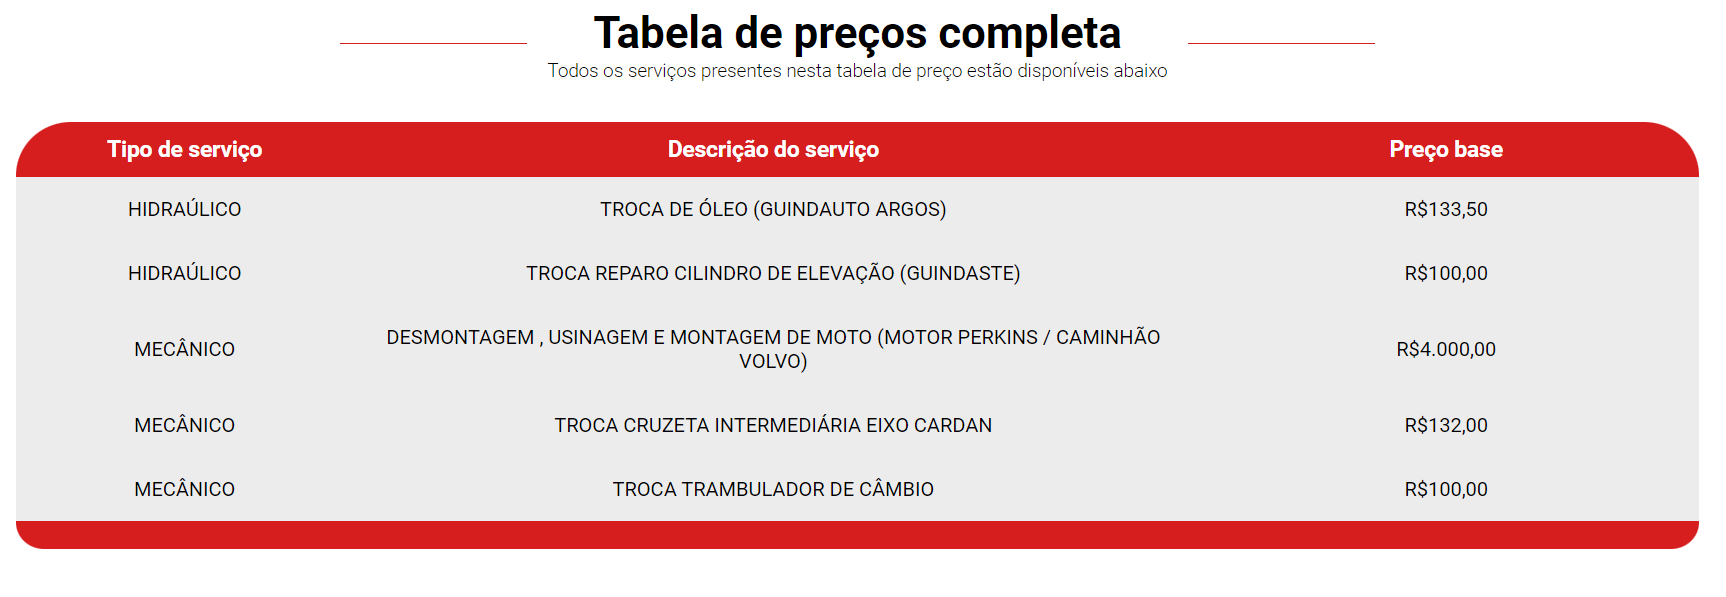 Tabela de preços completa
Todos os serviços presentes nesta tabela de preço estão disponíveis abaixo
Tipo de serviço Descrição do serviço Preço base
HIDRAÚLICO TROCA DE ÓLEO (GUINDAUTO ARGOS) R$133,50
HIDRAÚLICO TROCA REPARO CILINDRO DE ELEVAÇÃO (GUINDASTE) R$100,00
MECÂNICO DESMONTAGEM , USINAGEM E MONTAGEM DE MOTO (MOTOR PERKINS / CAMINHÃO
VOLVO) R$4.000,00
MECÂNICO TROCA CRUZETA INTERMEDIÁRIA EIXO CARDAN R$132,00
MECÂNICO TROCA TRAMBULADOR DE CÂMBIO R$100,00